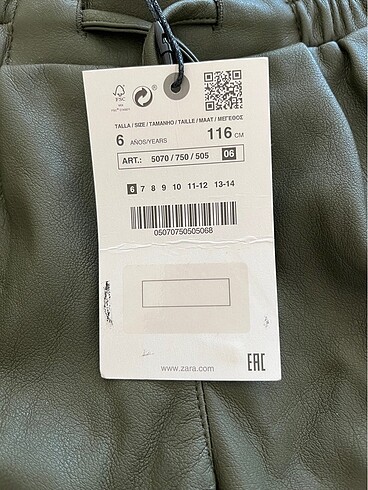 FSC
®
TALLA / SIZE / TAMANHO / TAILLE / MAAT / ΜΕΓΕΘΟΣ
6 AÑOS/YEARS 116 CM
ART.: 5070 / 750 / 505 06
6 7 8 9 10 11-12 13-14
05070750505068
www.zara.com
EAC